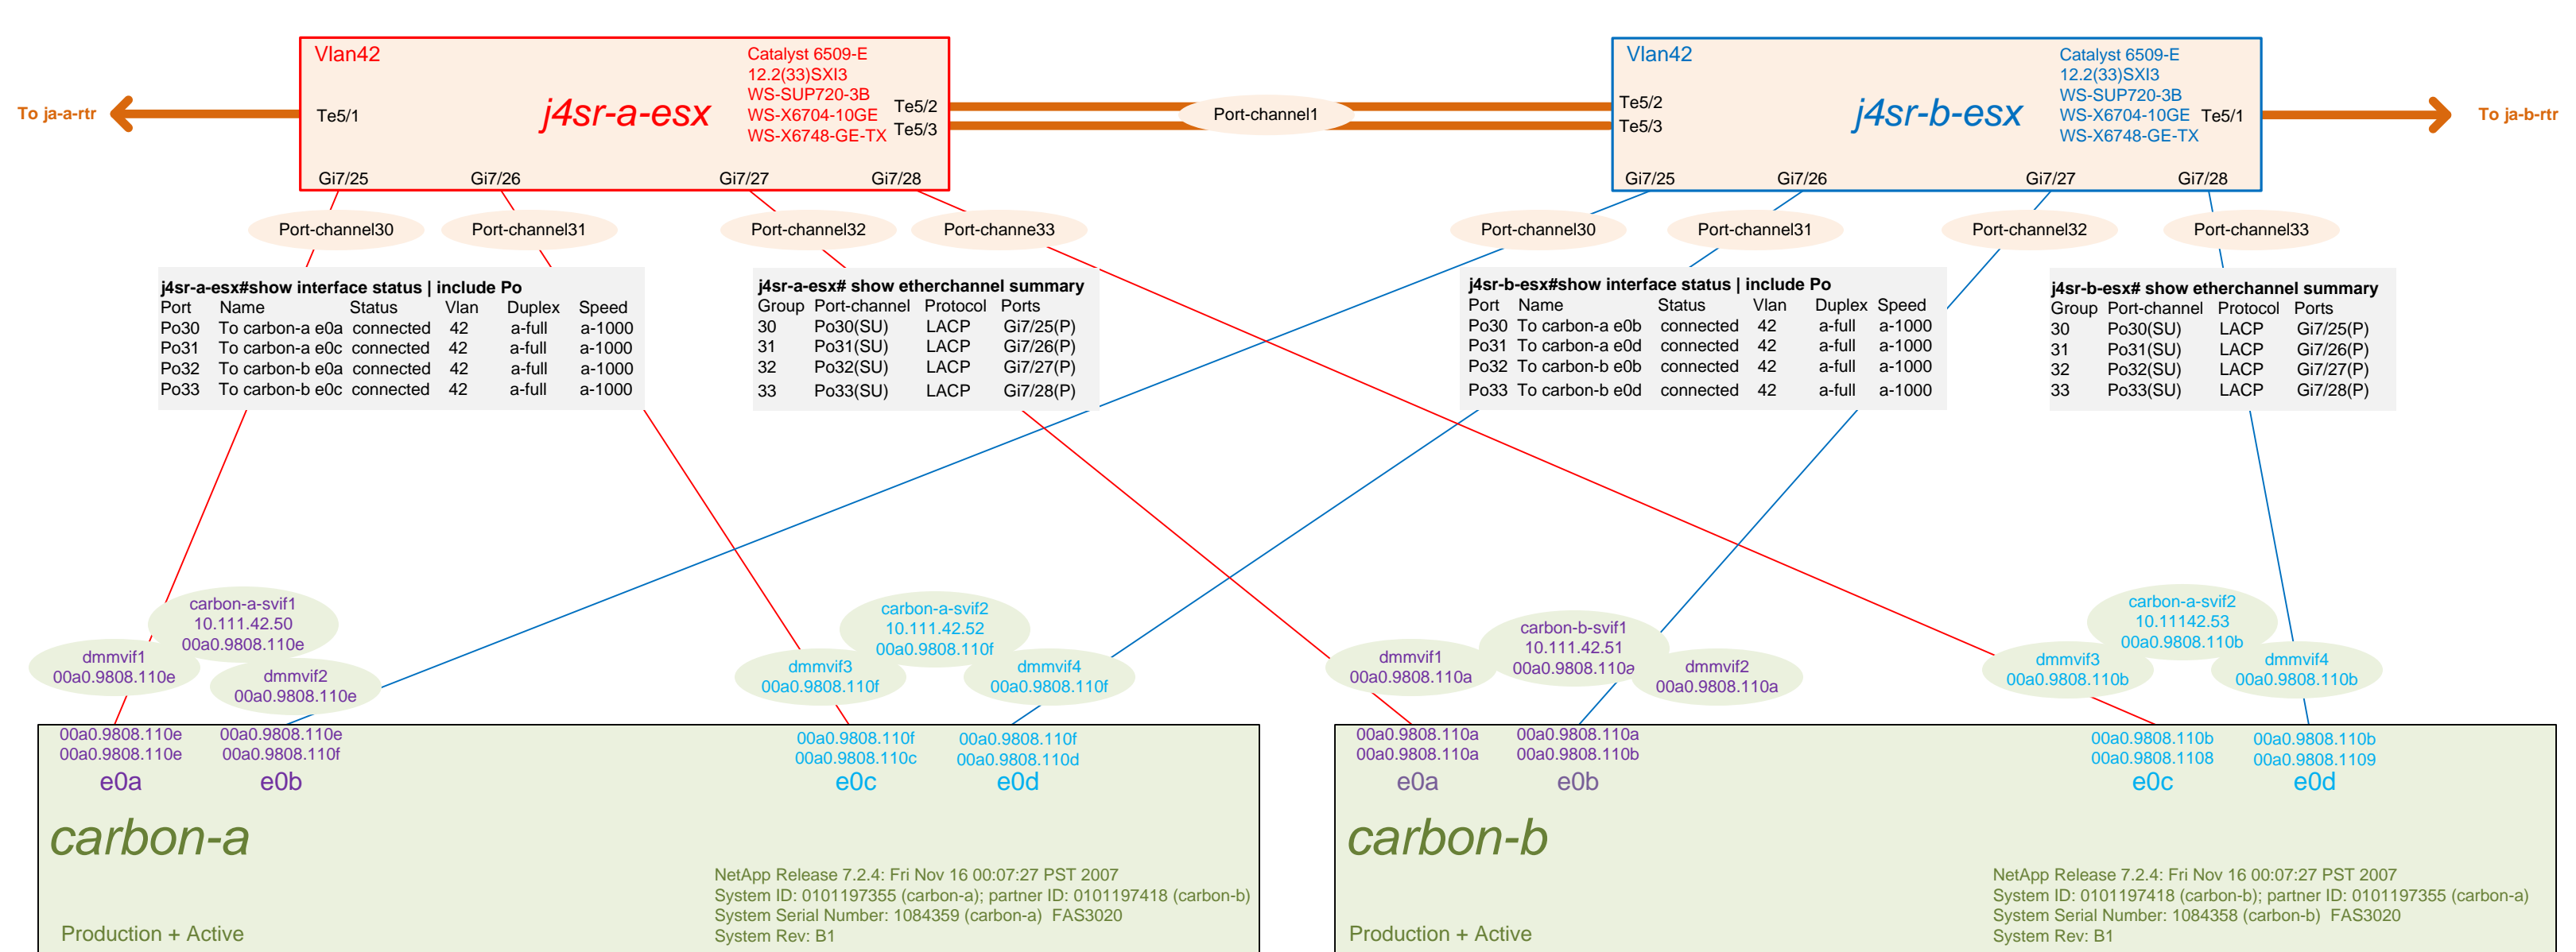 Vlan42
Catalyst 6509-E
12.2(33)SXI3
WS-SUP720-3B
WS-X6704-10GE
WS-X6748-GE-TX
To ja-a-rtr
Te5/1
j4sr-a-esx
Te5/2
Te5/3
Gi7/25 Gi7/26 Gi7/27 Gi7/28
Port-channel1
Vlan42
Catalyst 6509-E
12.2(33)SXI3
WS-SUP720-3B
WS-X6704-10GE
WS-X6748-GE-TX
Te5/2
Te5/3
j4sr-b-esx
Te5/1
To ja-b-rtr
Gi7/25 Gi7/26 Gi7/27 Gi7/28
Port-channel30 Port-channel31 Port-channel32 Port-channe33
Port-channel30 Port-channel31 Port-channel32 Port-channel33
j4sr-a-esx#show interface status | include Po
Port Name Status Vlan Duplex Speed
Po30 To carbon-a e0a connected 42 a-full a-1000
Po31 To carbon-a e0c connected 42 a-full a-1000
Po32 To carbon-b e0a connected 42 a-full a-1000
Po33 To carbon-b e0c connected 42 a-full a-1000
j4sr-a-esx# show etherchannel summary
Group Port-channel Protocol Ports
30 Po30(SU) LACP Gi7/25(P)
31 Po31(SU) LACP Gi7/26(P)
32 Po32(SU) LACP Gi7/27(P)
33 Po33(SU) LACP Gi7/28(P)
j4sr-b-esx#show interface status | include Po
Port Name Status Vlan Duplex Speed
Po30 To carbon-a e0b connected 42 a-full a-1000
Po31 To carbon-a e0d connected 42 a-full a-1000
Po32 To carbon-b e0b connected 42 a-full a-1000
Po33 To carbon-b e0d connected 42 a-full a-1000
j4sr-b-esx# show etherchannel summary
Group Port-channel Protocol Ports
30 Po30(SU) LACP Gi7/25(P)
31 Po31(SU) LACP Gi7/26(P)
32 Po32(SU) LACP Gi7/27(P)
33 Po33(SU) LACP Gi7/28(P)
carbon-a-svif1
10.111.42.50
00a0.9808.110e
dmmvif1
00a0.9808.110e
dmmvif2
00a0.9808.110e
carbon-a-svif2
10.111.42.52
00a0.9808.110f
dmmvif3
00a0.9808.110f
dmmvif4
00a0.9808.110f
carbon-b-svif1
10.111.42.51
00a0.9808.110a
dmmvif1
00a0.9808.110a
dmmvif2
00a0.9808.110a
carbon-a-svif2
10.11142.53
00a0.9808.110b
dmmvif3
00a0.9808.110b
dmmvif4
00a0.9808.110b
00a0.9808.110e
00a0.9808.110e
e0a
00a0.9808.110e
00a0.9808.110f
e0b
00a0.9808.110f
00a0.9808.110c
e0c
00a0.9808.110f
00a0.9808.110d
e0d
carbon-a
NetApp Release 7.2.4: Fri Nov 16 00:07:27 PST 2007
System ID: 0101197355 (carbon-a); partner ID: 0101197418 (carbon-b)
System Serial Number: 1084359 (carbon-a) FAS3020
System Rev: B1
Production + Active
00a0.9808.110a
00a0.9808.110a
e0a
00a0.9808.110a
00a0.9808.110b
e0b
00a0.9808.110b
00a0.9808.1108
e0c
00a0.9808.110b
00a0.9808.1109
e0d
carbon-b
NetApp Release 7.2.4: Fri Nov 16 00:07:27 PST 2007
System ID: 0101197418 (carbon-b); partner ID: 0101197355 (carbon-a)
System Serial Number: 1084358 (carbon-b) FAS3020
System Rev: B1
Production + Active